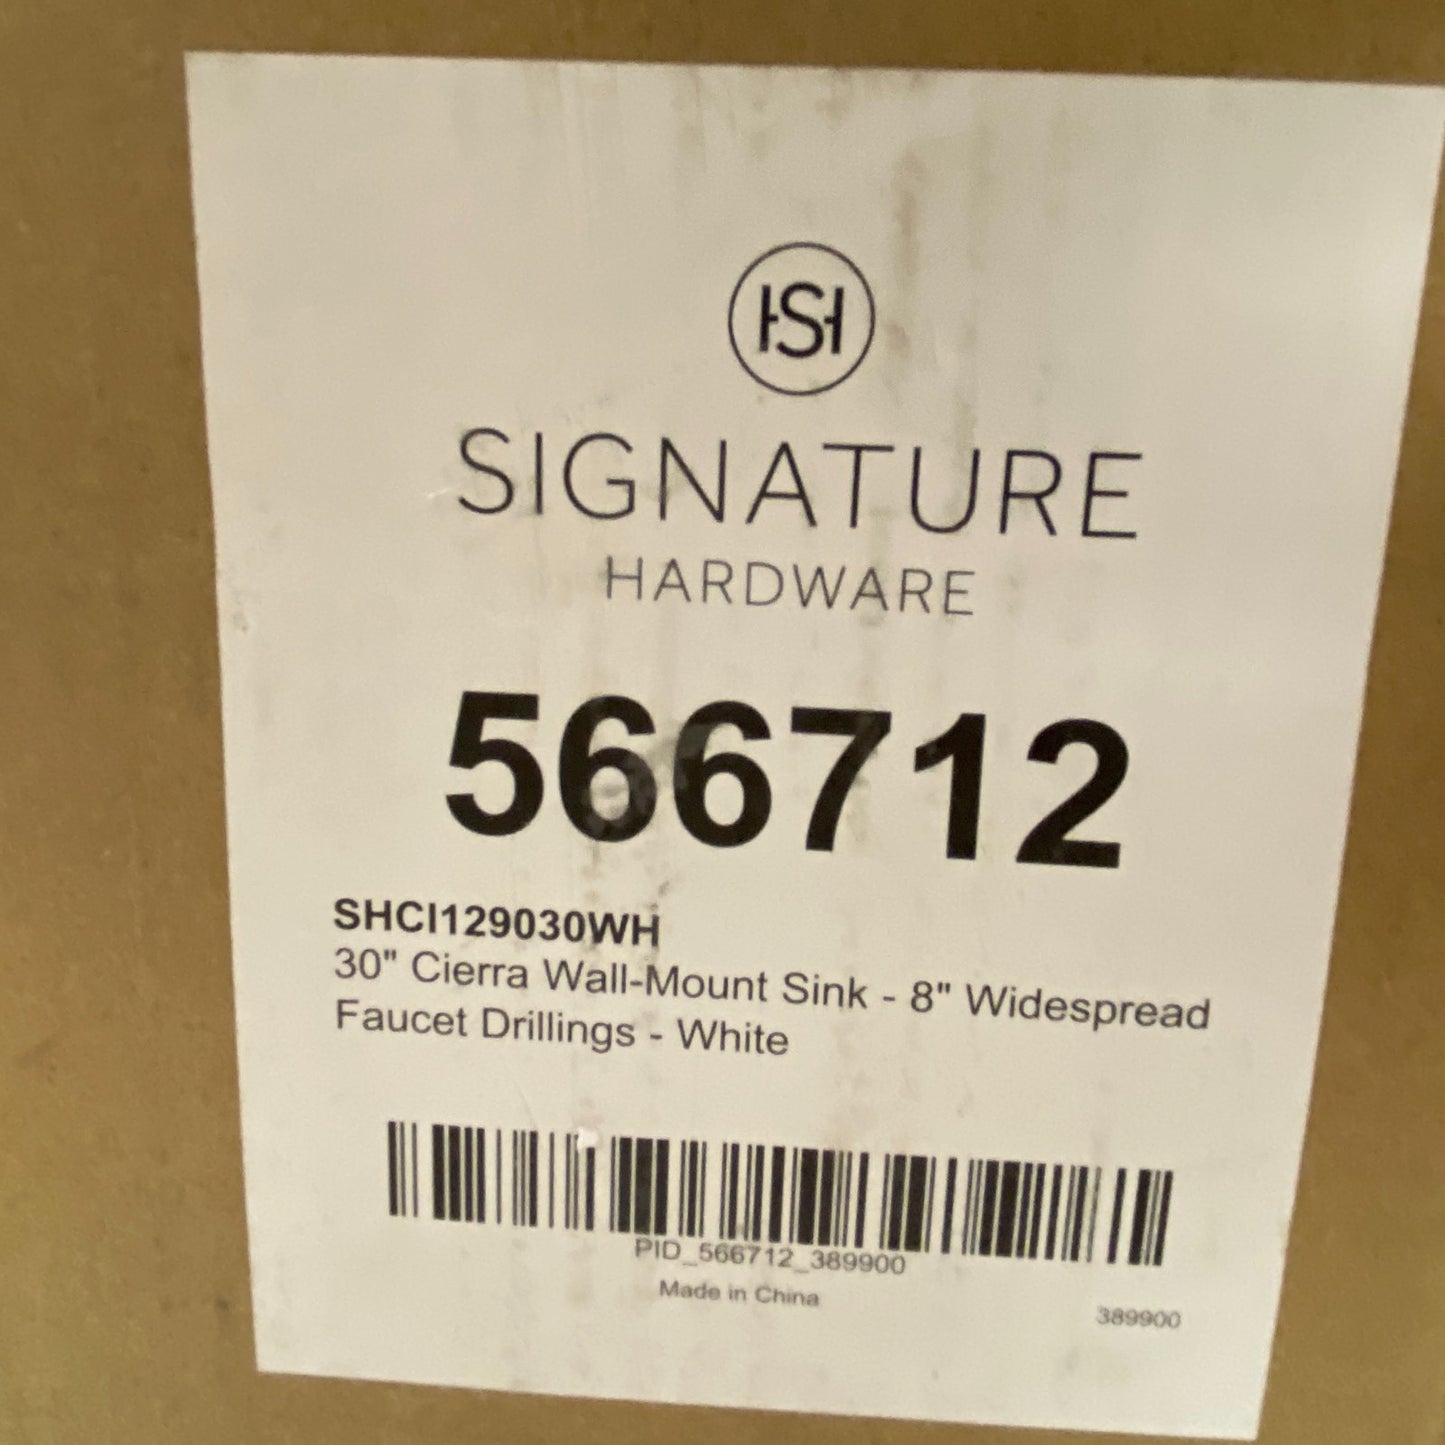 HSH
SIGNATURE
HARDWARE
566712
SHCI129030WH
30" Cierra Wall-Mount Sink - 8" Widespread
Faucet Drillings - White
PID_566712_389900
Made in China
389900